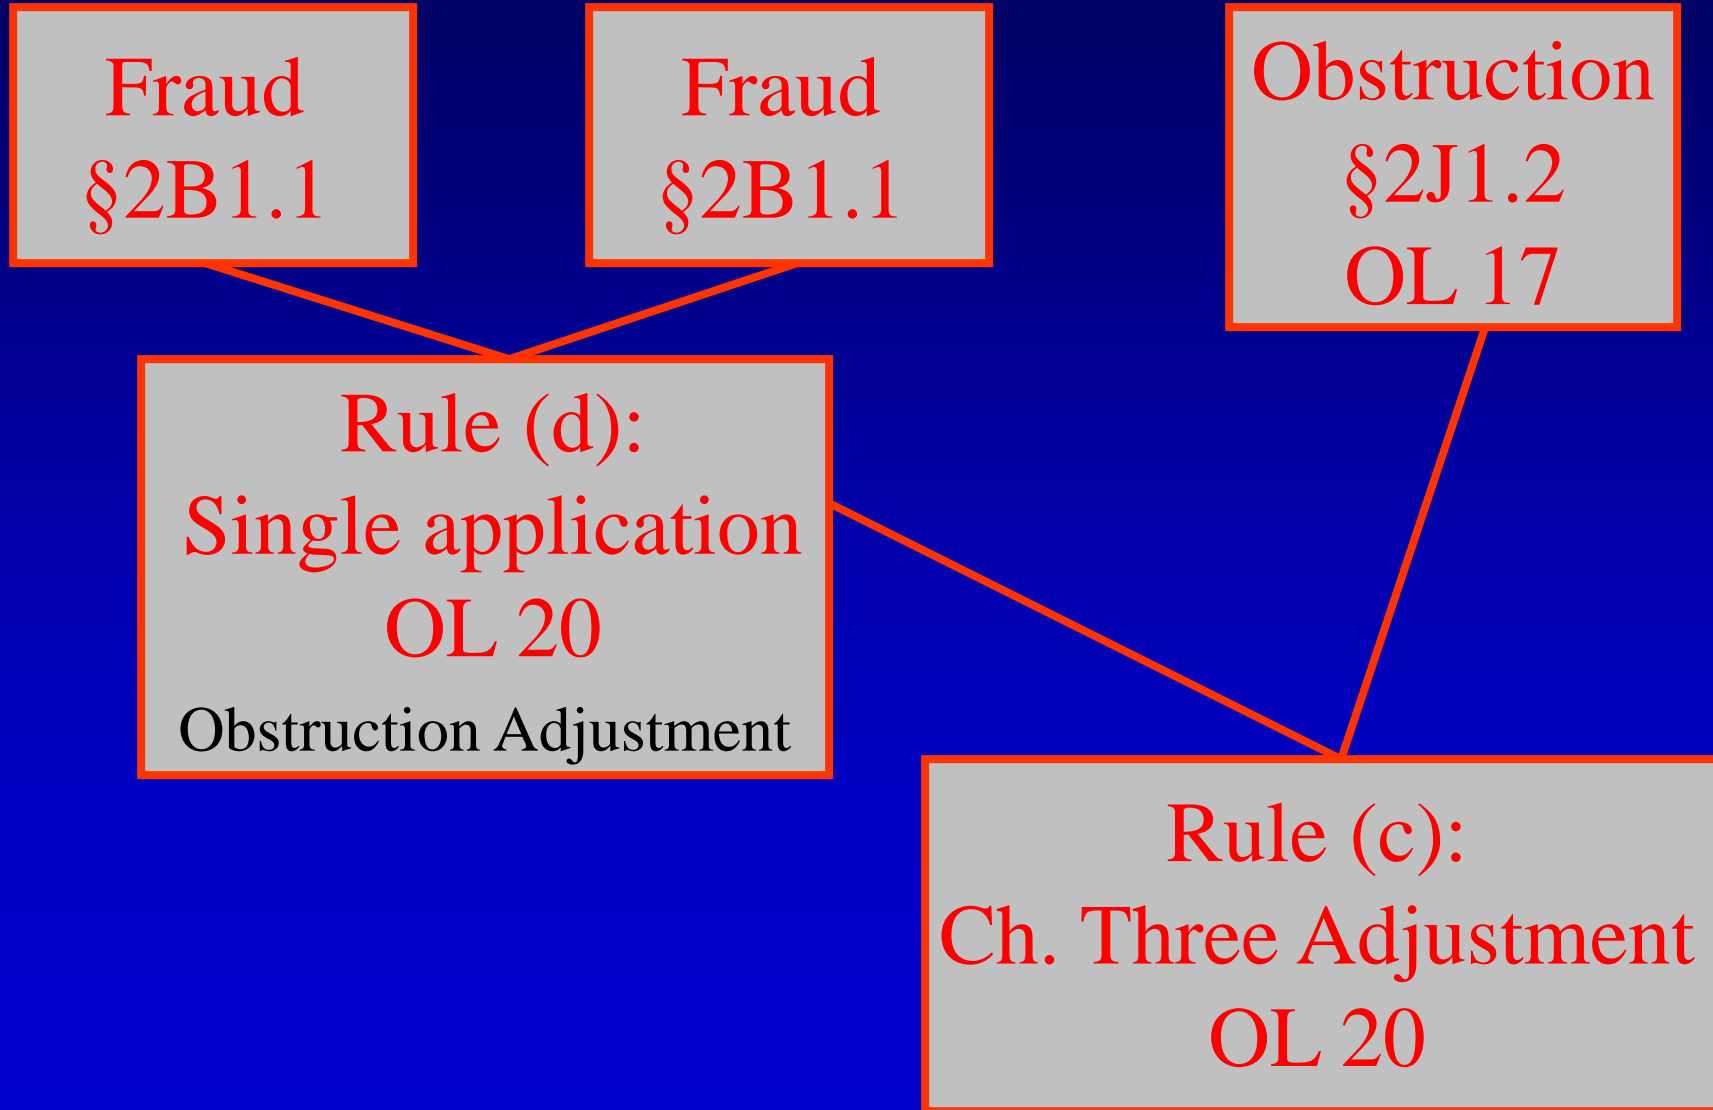 Fraud
§2B1.1
Fraud
§2B1.1
Obstruction
§2J1.2
OL 17
Rule (d):
Single application
OL 20
Obstruction Adjustment
Rule (c):
Ch. Three Adjustment
OL 20